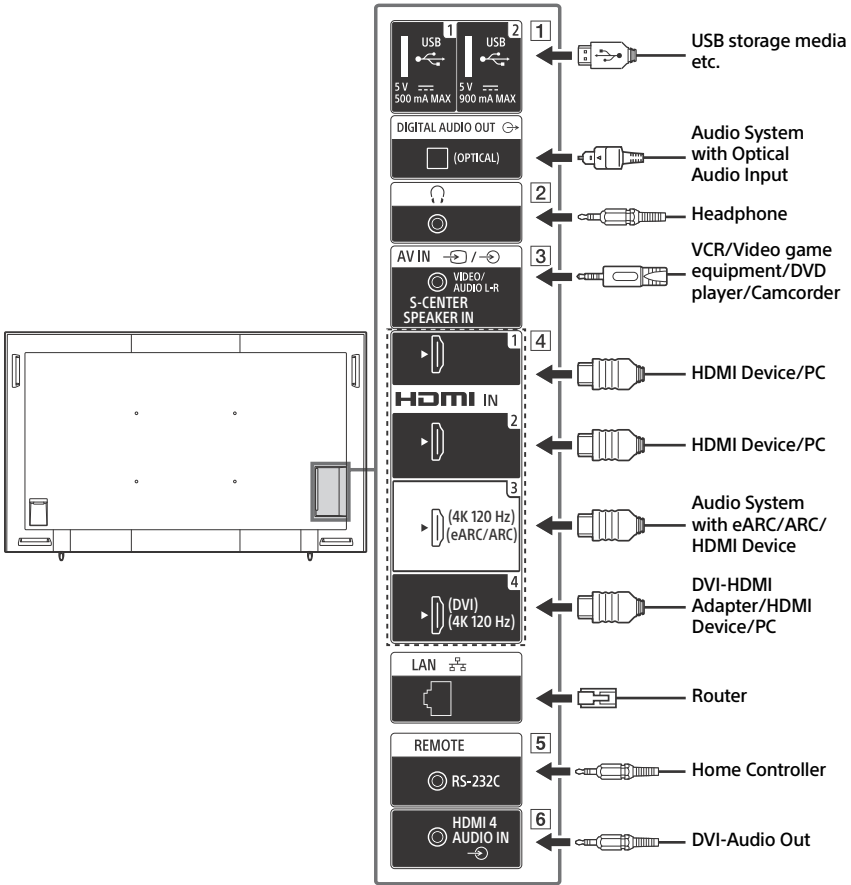 1
USB
5 V
500 mA MAX
2
USB
5 V
900 mA MAX
1
USB storage media
etc.
DIGITAL AUDIO OUT
(OPTICAL)
Audio System
with Optical
Audio Input
2
Headphone
AV IN /
VIDEO/
AUDIO L-R
S-CENTER
SPEAKER IN
3
VCR/Video game
equipment/DVD
player/Camcorder
1
4
HDMI Device/PC
HDMI IN
2
HDMI Device/PC
3
(4K 120 Hz)
(eARC/ARC)
Audio System
with eARC/ARC/
HDMI Device
4
(DVI)
(4K 120 Hz)
DVI-HDMI
Adapter/HDMI
Device/PC
LAN
Router
REMOTE
5
RS-232C
Home Controller
HDMI 4
AUDIO IN
6
DVI-Audio Out